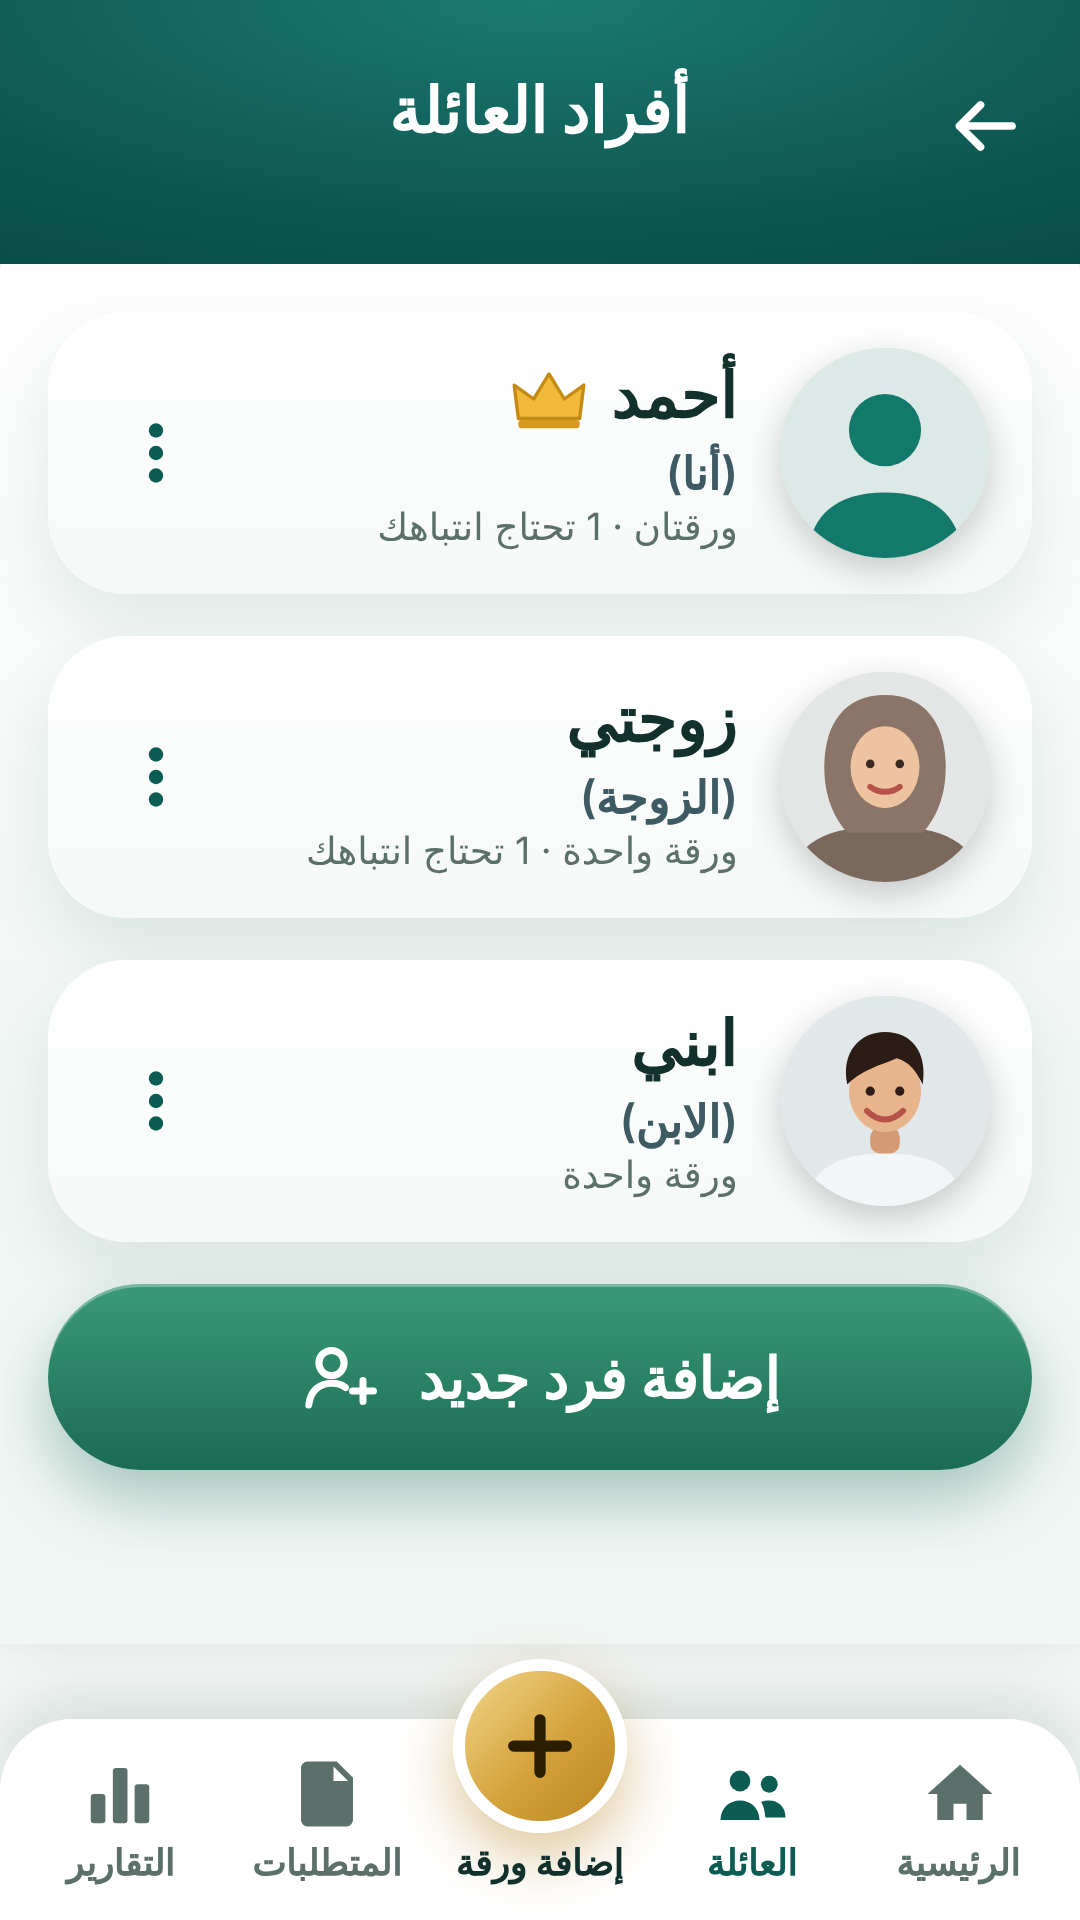 أفراد العائلة
أحمد
(أنا)
ورقتان · 1 تحتاج انتباهك
زوجتي
(الزوجة)
ورقة واحدة · 1 تحتاج انتباهك
ابني
(الابن)
ورقة واحدة
إضافة فرد جديد
الرئيسية
العائلة
إضافة ورقة
المتطلبات
التقارير